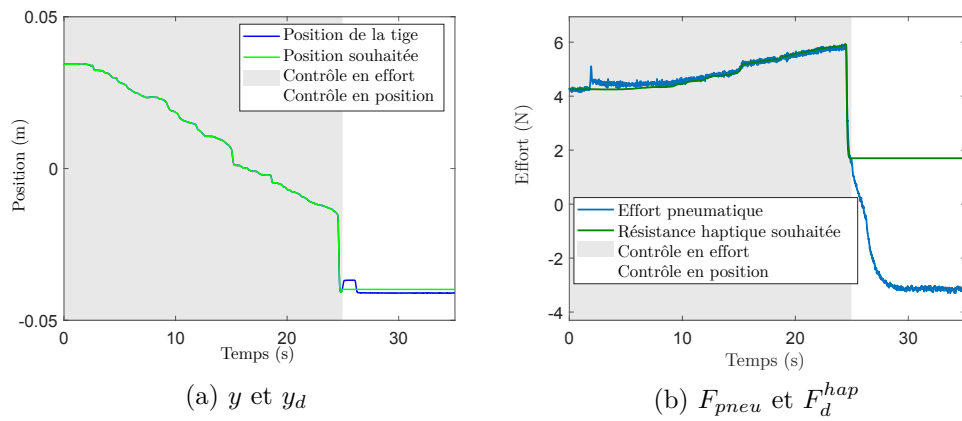 0.05
0
-0.05
Position (m)
0 10 20 30
Temps (s)
Position de la tige
Position souhaitée
Contrôle en effort
Contrôle en position
(a) y et y_d
6
4
2
0
-2
-4
Effort (N)
0 10 20 30
Temps (s)
Effort pneumatique
Résistance haptique souhaitée
Contrôle en effort
Contrôle en position
(b) F_{pneu} et F_d^{hap}